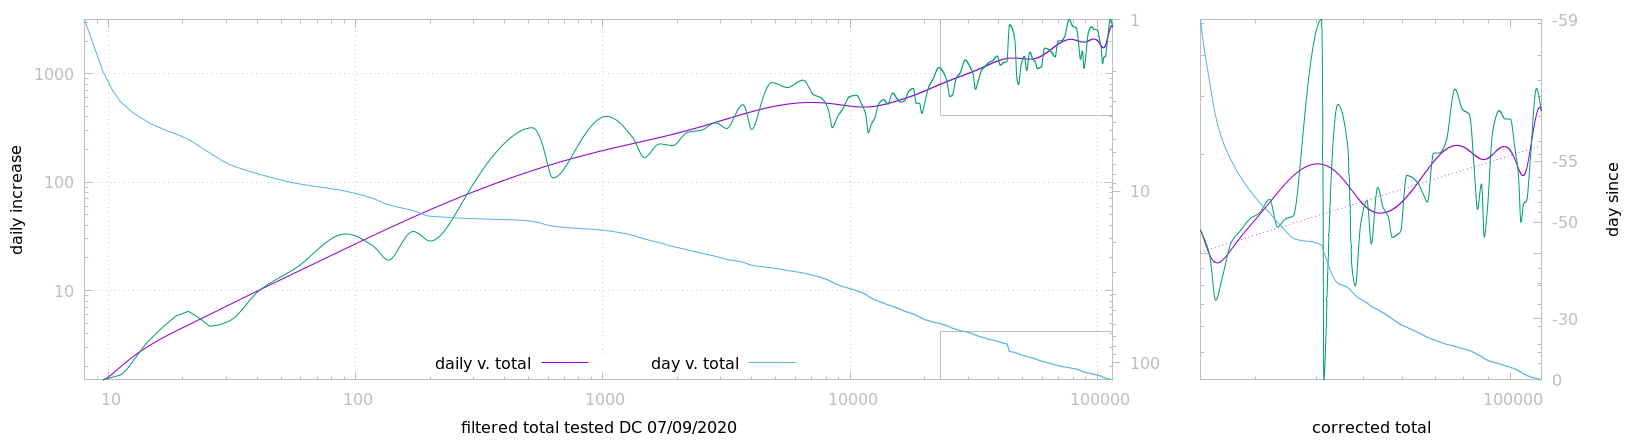 daily increase
1000
100
10
10
100
1000
10000
100000
1
10
100
daily v. total
day v. total
filtered total tested DC 07/09/2020
-59
-55
-50
-30
0
day since
100000
corrected total